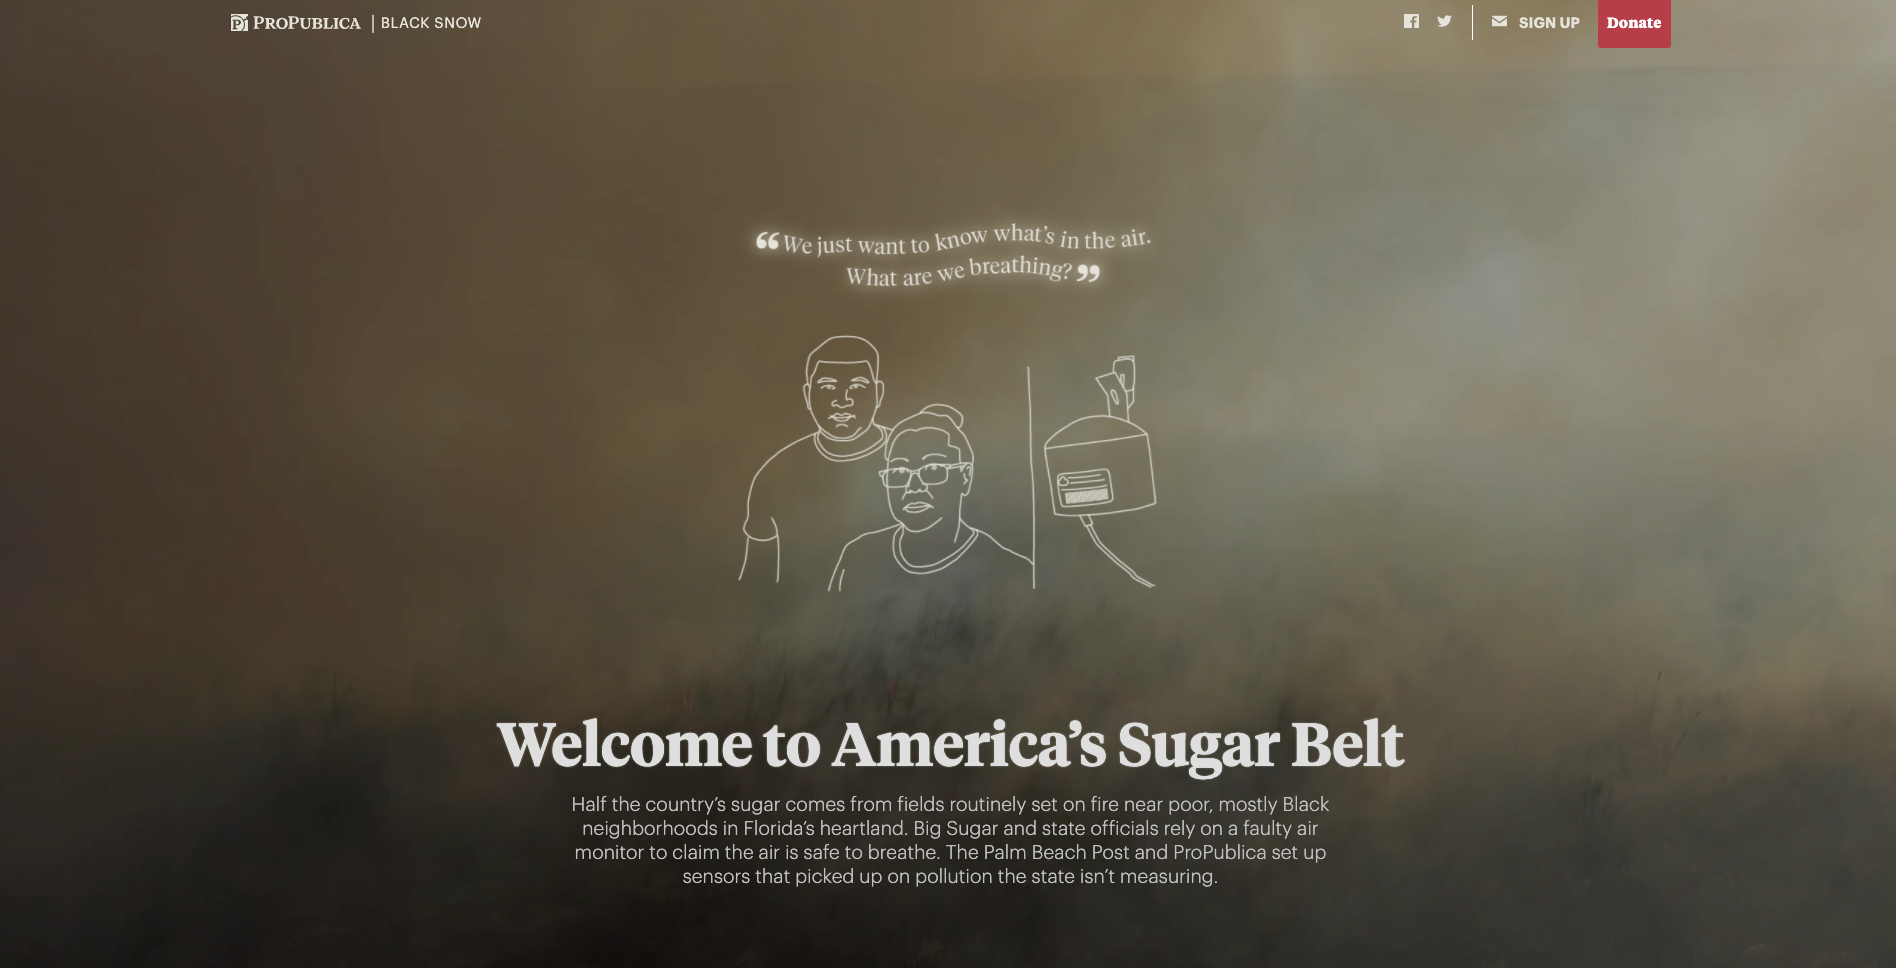 PROPUBLICA | BLACK SNOW
SIGN UP
Donate
“We just want to know what’s in the air.
What are we breathing?”
Welcome to America’s Sugar Belt
Half the country’s sugar comes from fields routinely set on fire near poor, mostly Black
neighborhoods in Florida’s heartland. Big Sugar and state officials rely on a faulty air
monitor to claim the air is safe to breathe. The Palm Beach Post and ProPublica set up
sensors that picked up on pollution the state isn’t measuring.